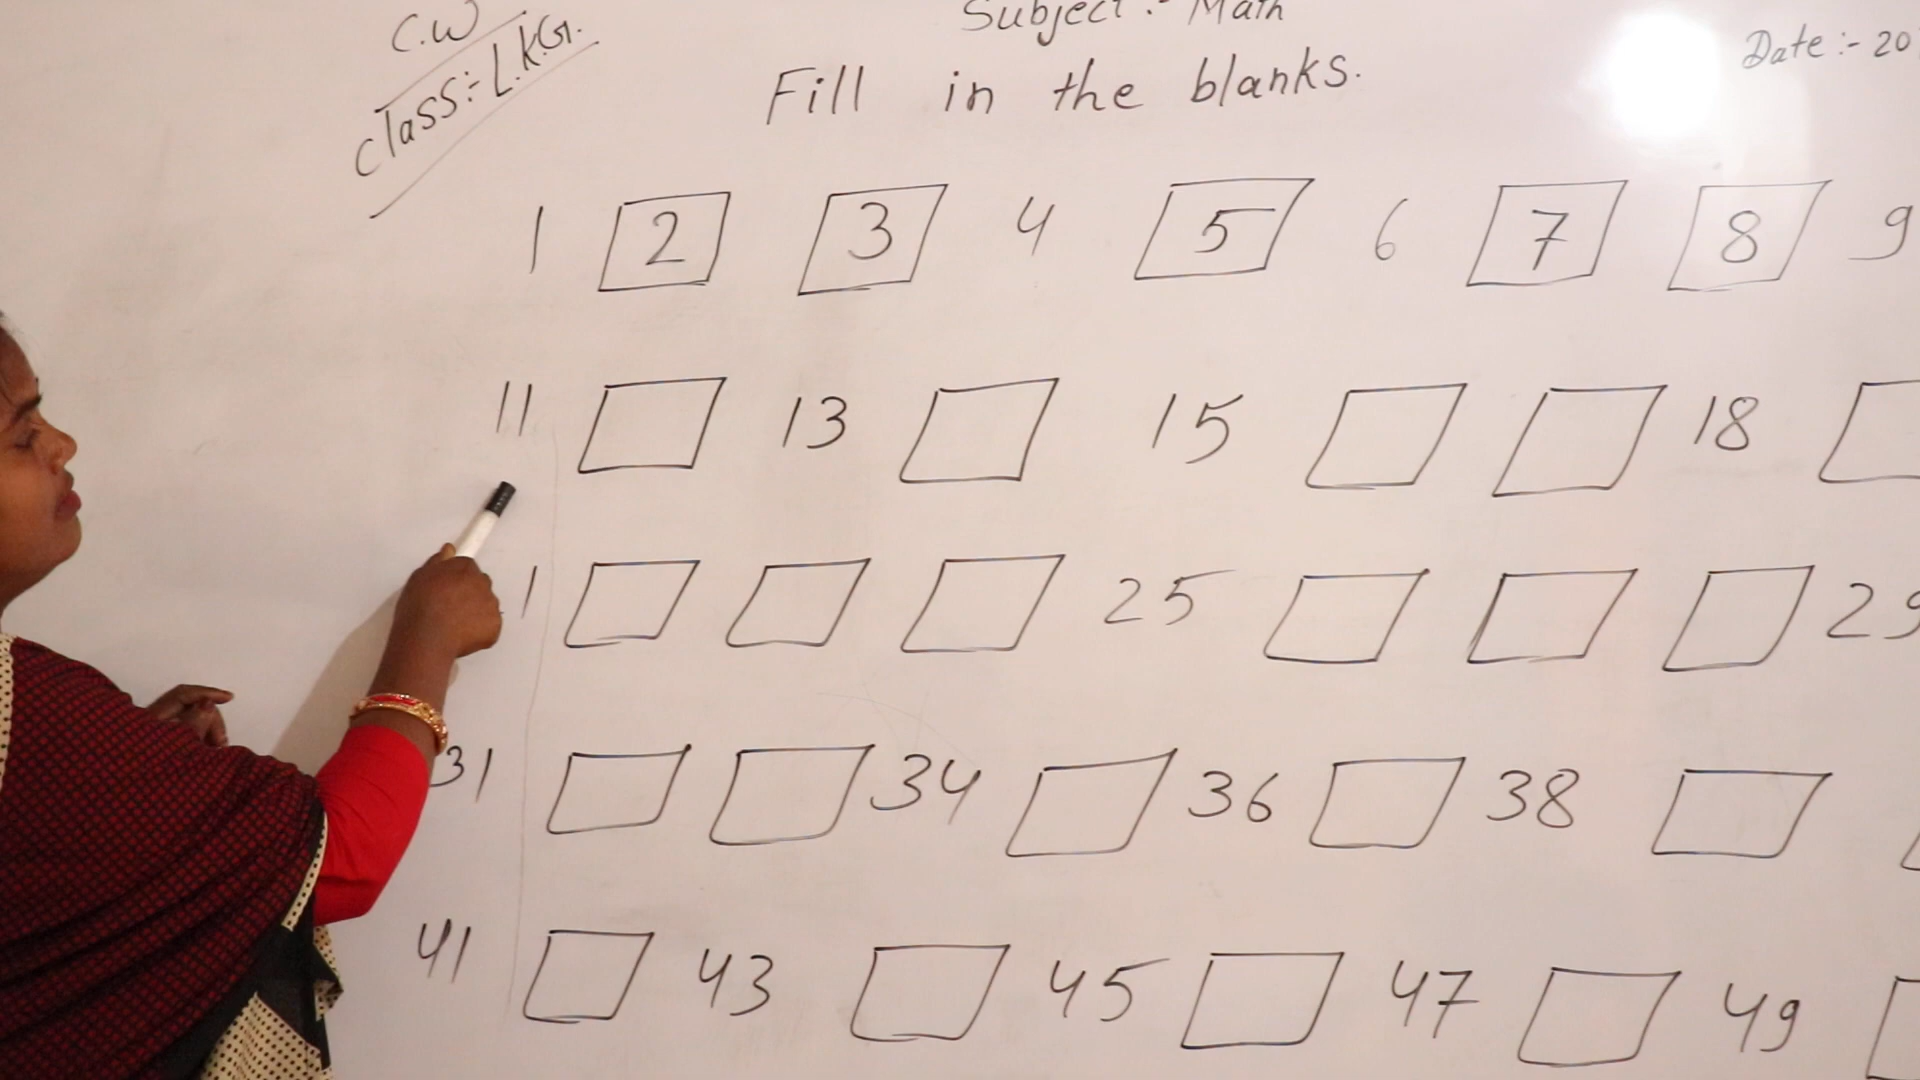 C.W
Class:- L.K.G.
Subject:- Math
Date:- 20
Fill in the blanks.
1 2 3 4 5 6 7 8 9
11 13 15 18
1 25 29
31 34 36 38
41 43 45 47 49